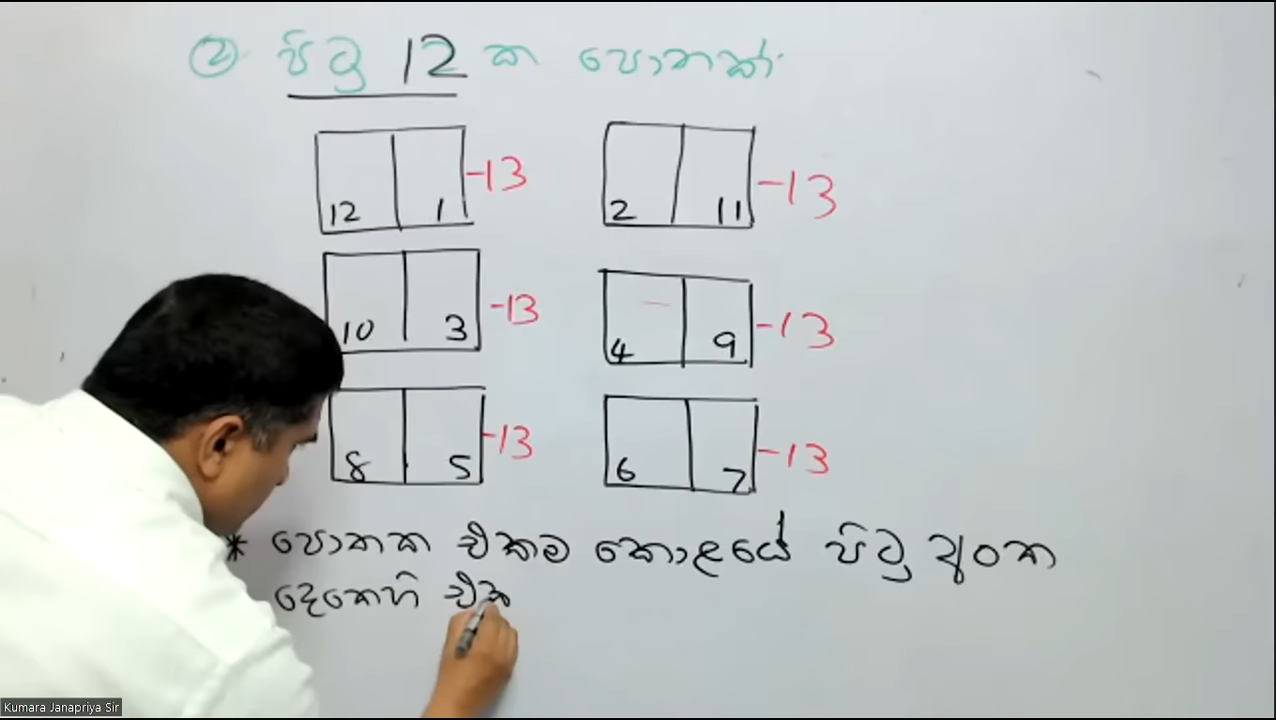 ② පිටු 12 ක පොතක්
12 1 -13
2 11 -13
10 3 -13
4 9 -13
8 5 -13
6 7 -13
* පොතක එකම කොළයේ පිටු අංක
දෙකෙහි එක
Kumara Janapriya Sir